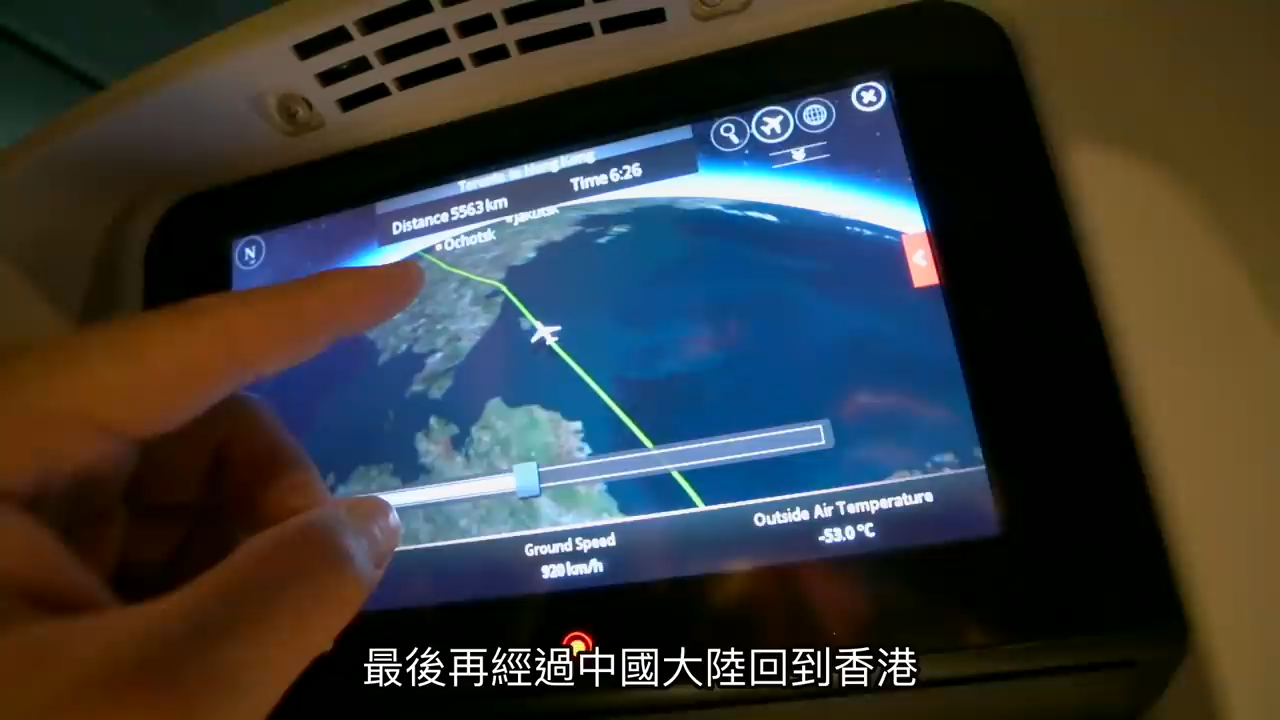 Toronto to Hong Kong
Distance 5563 km
Time 6:26
Jakutsk
Ochotsk
N
Ground Speed
920 km/h
Outside Air Temperature
-53.0 °C
最後再經過中國大陸回到香港